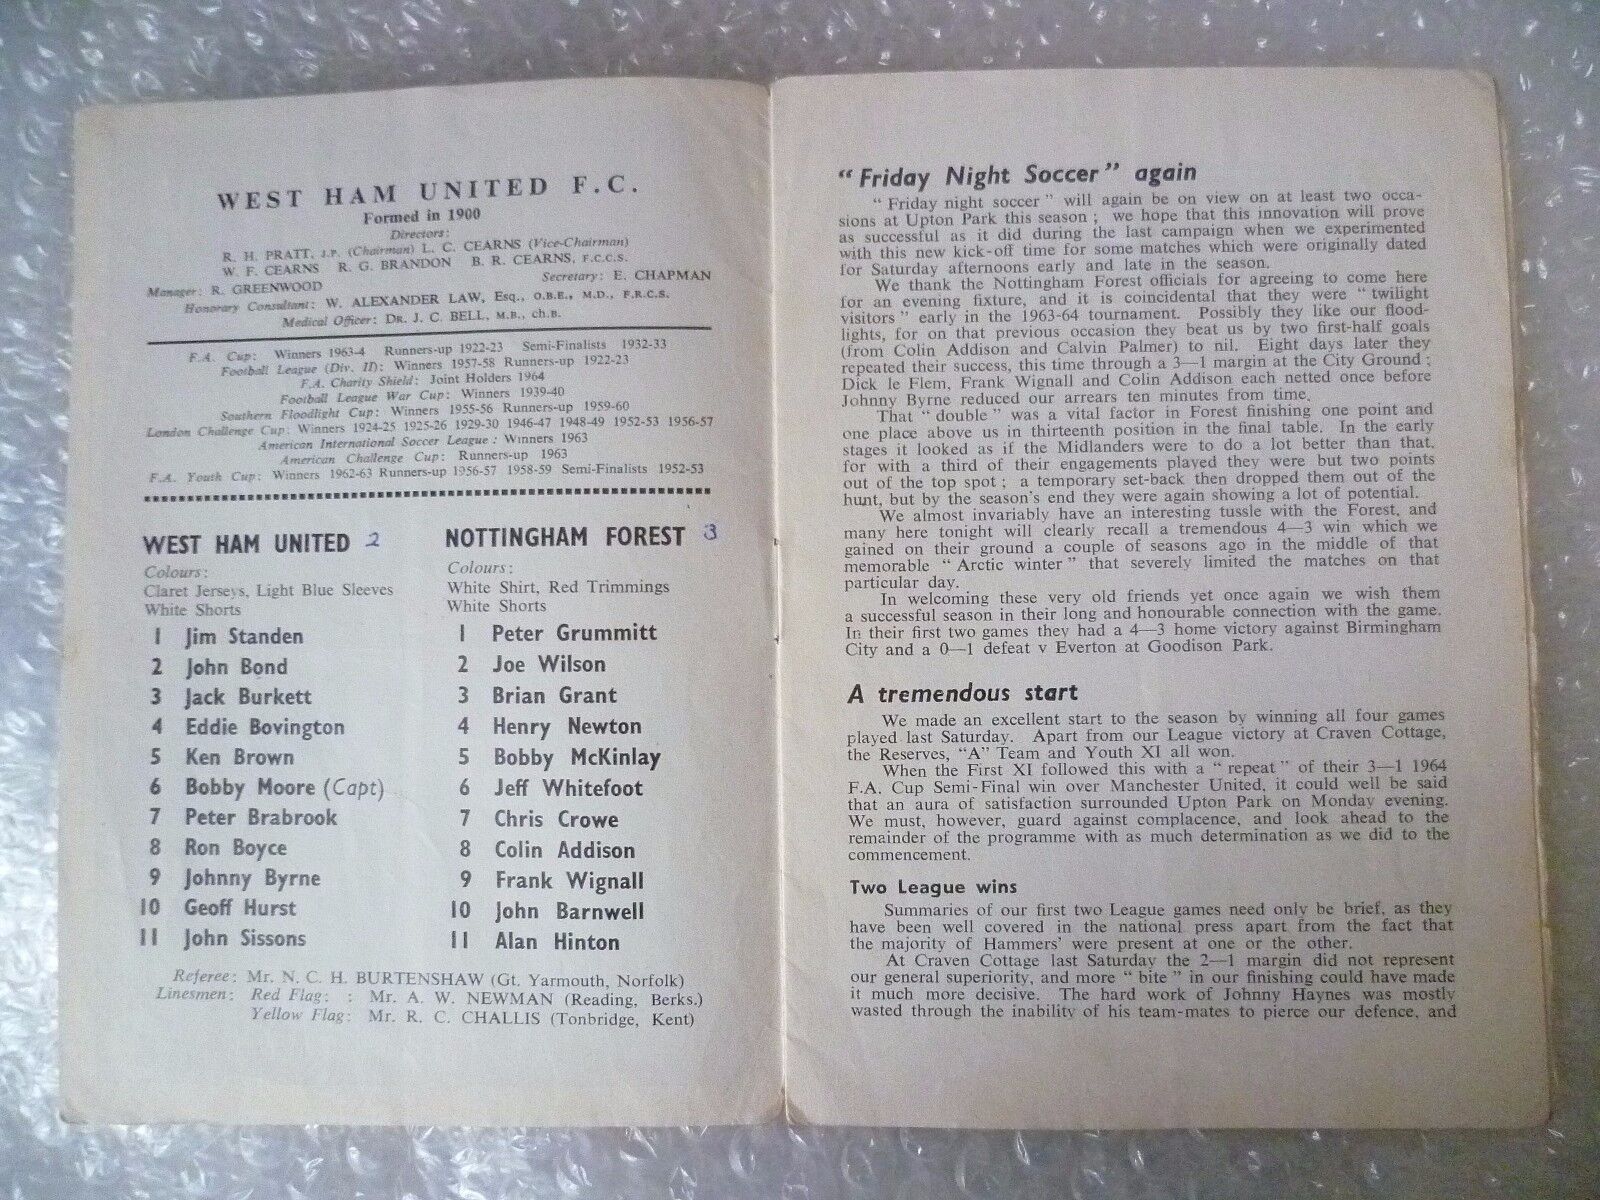 WEST HAM UNITED F.C.
Formed in 1900
Directors:
R. H. PRATT, J.P. (Chairman) L. C. CEARNS (Vice-Chairman)
W. F. CEARNS R. G. BRANDON B. R. CEARNS, F.C.C.S.
Manager: R. GREENWOOD Secretary: E. CHAPMAN
Honorary Consultant: W. ALEXANDER LAW, Esq., O.B.E., M.D., F.R.C.S.
Medical Officer: DR. J. C. BELL, M.B., ch.B.
F.A. Cup: Winners 1963-4 Runners-up 1922-23 Semi-Finalists 1932-33
Football League (Div. II): Winners 1957-58 Runners-up 1922-23
F.A. Charity Shield: Joint Holders 1964
Football League War Cup: Winners 1939-40
Southern Floodlight Cup: Winners 1955-56 Runners-up 1959-60
London Challenge Cup: Winners 1924-25 1925-26 1929-30 1946-47 1948-49 1952-53 1956-57
American International Soccer League: Winners 1963
American Challenge Cup: Runners-up 1963
F.A. Youth Cup: Winners 1962-63 Runners-up 1956-57 1958-59 Semi-Finalists 1952-53
WEST HAM UNITED 2
Colours:
Claret Jerseys, Light Blue Sleeves
White Shorts
1 Jim Standen
2 John Bond
3 Jack Burkett
4 Eddie Bovington
5 Ken Brown
6 Bobby Moore (Capt)
7 Peter Brabrook
8 Ron Boyce
9 Johnny Byrne
10 Geoff Hurst
11 John Sissons
NOTTINGHAM FOREST 3
Colours:
White Shirt, Red Trimmings
White Shorts
1 Peter Grummitt
2 Joe Wilson
3 Brian Grant
4 Henry Newton
5 Bobby McKinlay
6 Jeff Whitefoot
7 Chris Crowe
8 Colin Addison
9 Frank Wignall
10 John Barnwell
11 Alan Hinton
Referee: Mr. N. C. H. BURTENSHAW (Gt. Yarmouth, Norfolk)
Linesmen: Red Flag: : Mr. A. W. NEWMAN (Reading, Berks.)
Yellow Flag: Mr. R. C. CHALLIS (Tonbridge, Kent)
"Friday Night Soccer" again
"Friday night soccer" will again be on view on at least two occa-
sions at Upton Park this season; we hope that this innovation will prove
as successful as it did during the last campaign when we experimented
with this new kick-off time for some matches which were originally dated
for Saturday afternoons early and late in the season.
We thank the Nottingham Forest officials for agreeing to come here
for an evening fixture, and it is coincidental that they were "twilight
visitors" early in the 1963-64 tournament. Possibly they like our flood-
lights, for on that previous occasion they beat us by two first-half goals
(from Colin Addison and Calvin Palmer) to nil. Eight days later they
repeated their success, this time through a 3—1 margin at the City Ground;
Dick le Flem, Frank Wignall and Colin Addison each netted once before
Johnny Byrne reduced our arrears ten minutes from time.
That "double" was a vital factor in Forest finishing one point and
one place above us in thirteenth position in the final table. In the early
stages it looked as if the Midlanders were to do a lot better than that,
for with a third of their engagements played they were but two points
out of the top spot; a temporary set-back then dropped them out of the
hunt, but by the season's end they were again showing a lot of potential.
We almost invariably have an interesting tussle with the Forest, and
many here tonight will clearly recall a tremendous 4—3 win which we
gained on their ground a couple of seasons ago in the middle of that
memorable "Arctic winter" that severely limited the matches on that
particular day.
In welcoming these very old friends yet once again we wish them
a successful season in their long and honourable connection with the game.
In their first two games they had a 4—3 home victory against Birmingham
City and a 0—1 defeat v Everton at Goodison Park.
A tremendous start
We made an excellent start to the season by winning all four games
played last Saturday. Apart from our League victory at Craven Cottage,
the Reserves, "A" Team and Youth XI all won.
When the First XI followed this with a "repeat" of their 3—1 1964
F.A. Cup Semi-Final win over Manchester United, it could well be said
that an aura of satisfaction surrounded Upton Park on Monday evening.
We must, however, guard against complacence, and look ahead to the
remainder of the programme with as much determination as we did to the
commencement.
Two League wins
Summaries of our first two League games need only be brief, as they
have been well covered in the national press apart from the fact that
the majority of Hammers' were present at one or the other.
At Craven Cottage last Saturday the 2—1 margin did not represent
our general superiority, and more "bite" in our finishing could have made
it much more decisive. The hard work of Johnny Haynes was mostly
wasted through the inability of his team-mates to pierce our defence, and